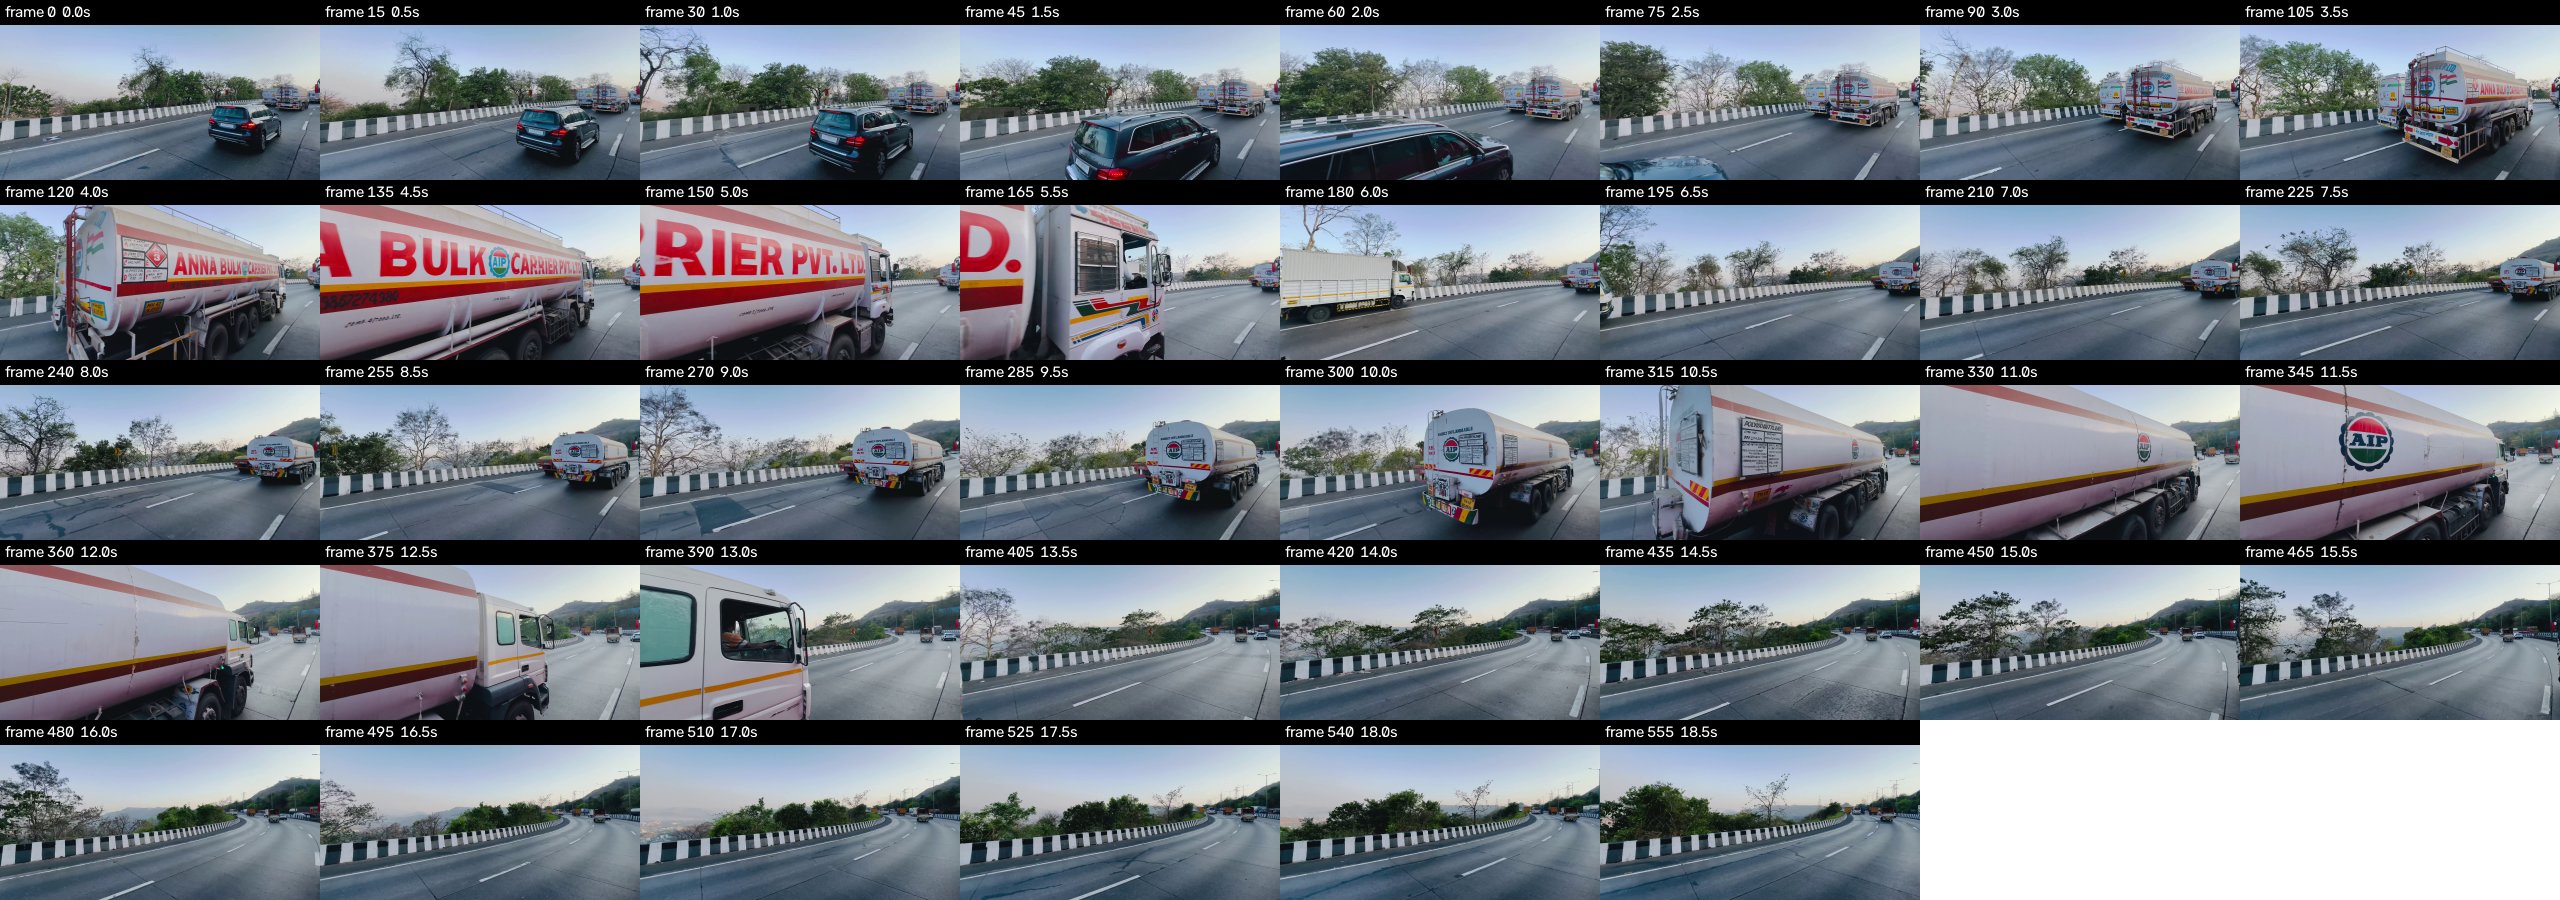 frame 0 0.0s
frame 15 0.5s
frame 30 1.0s
frame 45 1.5s
frame 60 2.0s
frame 75 2.5s
frame 90 3.0s
frame 105 3.5s
ANNA BULK
frame 120 4.0s
frame 135 4.5s
frame 150 5.0s
frame 165 5.5s
frame 180 6.0s
frame 195 6.5s
frame 210 7.0s
frame 225 7.5s
ANNA BULK CARRIER PVT. LTD.
A BULK AIP CARRIER PVT. LTD.
RRIER PVT. LTD.
D.
frame 240 8.0s
frame 255 8.5s
frame 270 9.0s
frame 285 9.5s
frame 300 10.0s
frame 315 10.5s
frame 330 11.0s
frame 345 11.5s
AIP
AIP
AIP
frame 360 12.0s
frame 375 12.5s
frame 390 13.0s
frame 405 13.5s
frame 420 14.0s
frame 435 14.5s
frame 450 15.0s
frame 465 15.5s
frame 480 16.0s
frame 495 16.5s
frame 510 17.0s
frame 525 17.5s
frame 540 18.0s
frame 555 18.5s